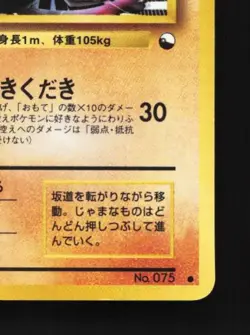 身長1m、体重105kg
きくだき
げ、「おもて」の数×10のダメー
えポケモンに好きなようにわりふ
控えへのダメージは「弱点・抵抗
受けない)
30
坂道を転がりながら移
動。じゃまなものはど
んどん押しつぶして進
んでいく。
No. 075 ●